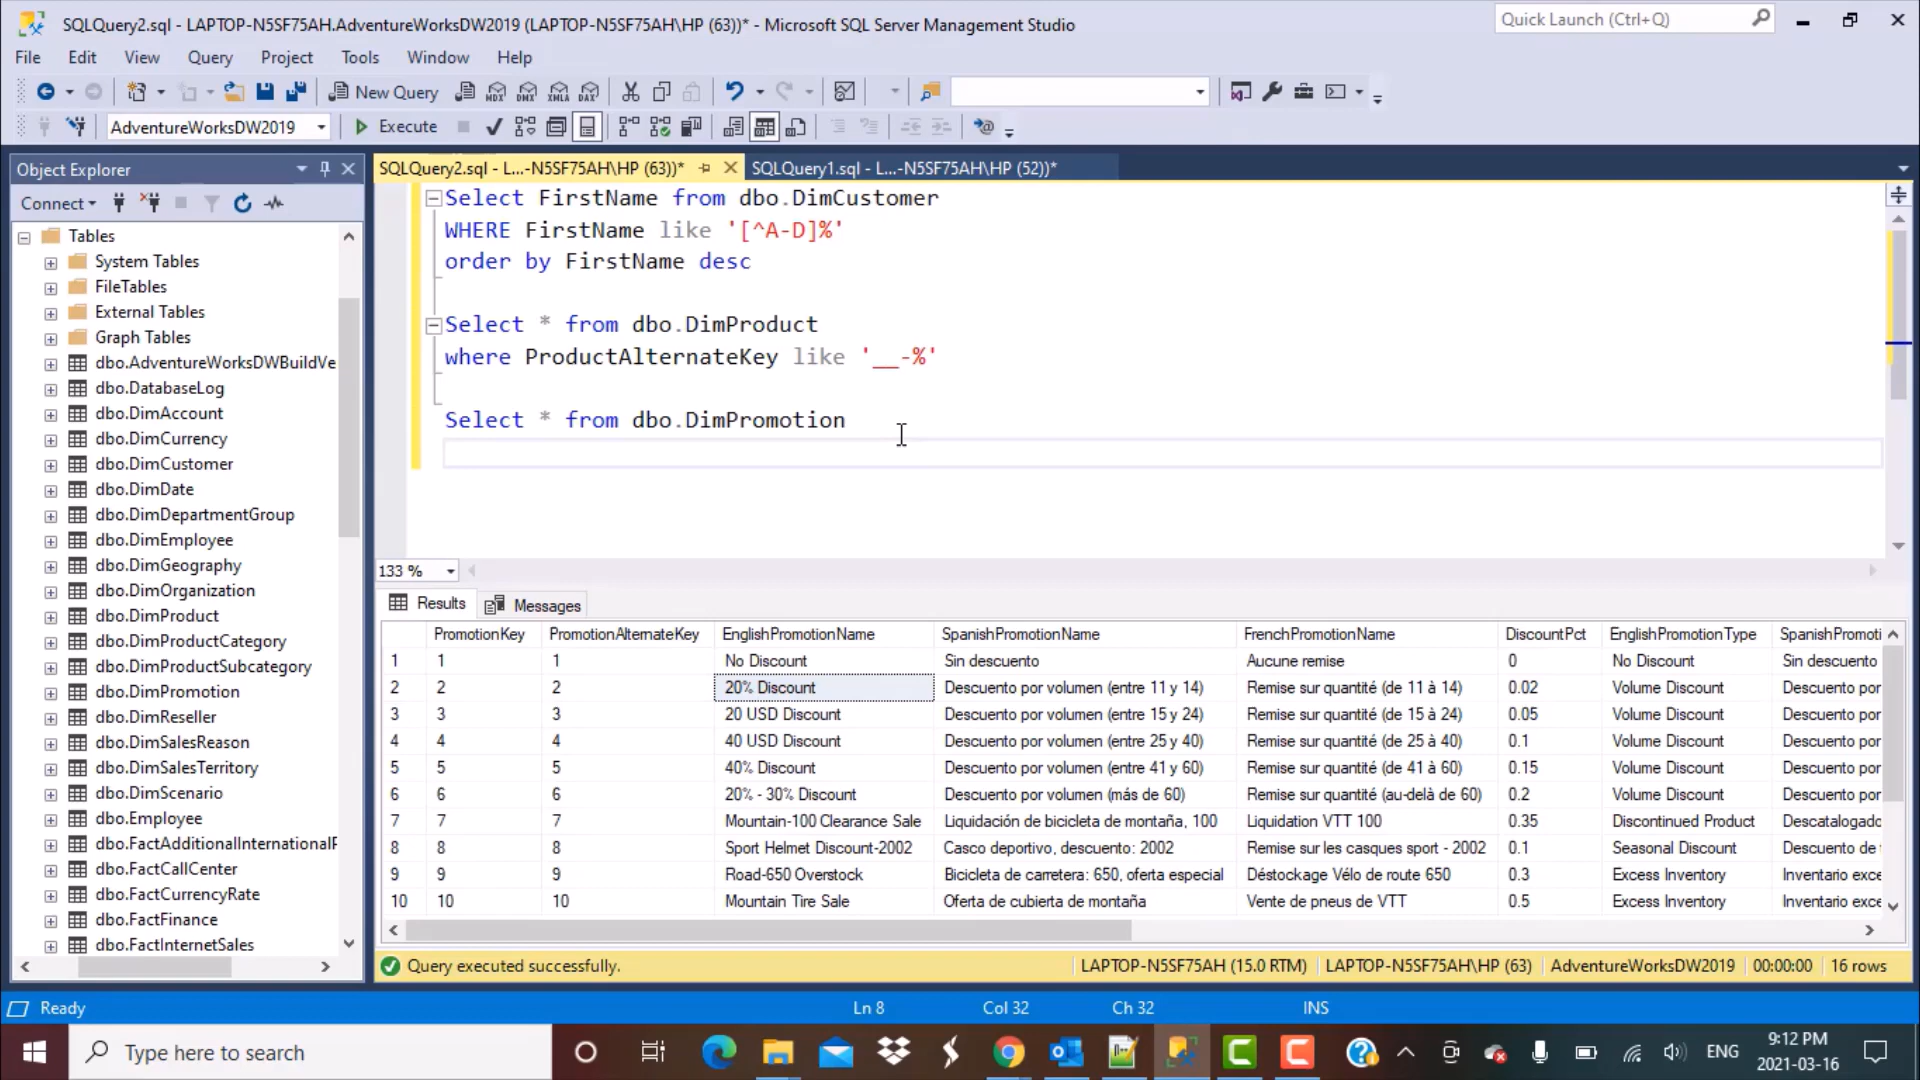 SQLQuery2.sql - LAPTOP-N5SF75AH.AdventureWorksDW2019 (LAPTOP-N5SF75AH\HP (63))* - Microsoft SQL Server Management Studio
Quick Launch (Ctrl+Q)
File Edit View Query Project Tools Window Help
New Query MDX DMX XMLA DAX
AdventureWorksDW2019 Execute
Object Explorer
SQLQuery2.sql - L...-N5SF75AH\HP (63))*
SQLQuery1.sql - L...-N5SF75AH\HP (52))*
Connect
Tables
System Tables
FileTables
External Tables
Graph Tables
dbo.AdventureWorksDWBuildVe
dbo.DatabaseLog
dbo.DimAccount
dbo.DimCurrency
dbo.DimCustomer
dbo.DimDate
dbo.DimDepartmentGroup
dbo.DimEmployee
dbo.DimGeography
dbo.DimOrganization
dbo.DimProduct
dbo.DimProductCategory
dbo.DimProductSubcategory
dbo.DimPromotion
dbo.DimReseller
dbo.DimSalesReason
dbo.DimSalesTerritory
dbo.DimScenario
dbo.Employee
dbo.FactAdditionalInternationalP
dbo.FactCallCenter
dbo.FactCurrencyRate
dbo.FactFinance
dbo.FactInternetSales
Select FirstName from dbo.DimCustomer
WHERE FirstName like '[^A-D]%'
order by FirstName desc
Select * from dbo.DimProduct
where ProductAlternateKey like '__-%'
Select * from dbo.DimPromotion
133 %
Results Messages
PromotionKey PromotionAlternateKey EnglishPromotionName SpanishPromotionName FrenchPromotionName DiscountPct EnglishPromotionType SpanishPromoti
1 1 1 No Discount Sin descuento Aucune remise 0 No Discount Sin descuento
2 2 2 20% Discount Descuento por volumen (entre 11 y 14) Remise sur quantité (de 11 à 14) 0.02 Volume Discount Descuento por
3 3 3 20 USD Discount Descuento por volumen (entre 15 y 24) Remise sur quantité (de 15 à 24) 0.05 Volume Discount Descuento por
4 4 4 40 USD Discount Descuento por volumen (entre 25 y 40) Remise sur quantité (de 25 à 40) 0.1 Volume Discount Descuento por
5 5 5 40% Discount Descuento por volumen (entre 41 y 60) Remise sur quantité (de 41 à 60) 0.15 Volume Discount Descuento por
6 6 6 20% - 30% Discount Descuento por volumen (más de 60) Remise sur quantité (au-delà de 60) 0.2 Volume Discount Descuento por
7 7 7 Mountain-100 Clearance Sale Liquidación de bicicleta de montaña, 100 Liquidation VTT 100 0.35 Discontinued Product Descatalogado
8 8 8 Sport Helmet Discount-2002 Casco deportivo, descuento: 2002 Remise sur les casques sport - 2002 0.1 Seasonal Discount Descuento de
9 9 9 Road-650 Overstock Bicicleta de carretera: 650, oferta especial Déstockage Vélo de route 650 0.3 Excess Inventory Inventario exce
10 10 10 Mountain Tire Sale Oferta de cubierta de montaña Vente de pneus de VTT 0.5 Excess Inventory Inventario exce
Query executed successfully. LAPTOP-N5SF75AH (15.0 RTM) LAPTOP-N5SF75AH\HP (63) AdventureWorksDW2019 00:00:00 16 rows
Ready Ln 8 Col 32 Ch 32 INS
Type here to search
ENG
9:12 PM
2021-03-16